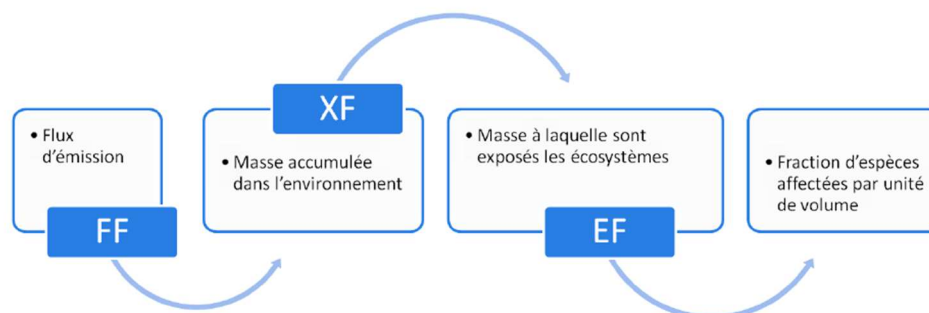 • Flux
d'émission
FF
XF
• Masse accumulée
dans l'environnement
• Masse à laquelle sont
exposés les écosystèmes
EF
• Fraction d'espèces
affectées par unité
de volume